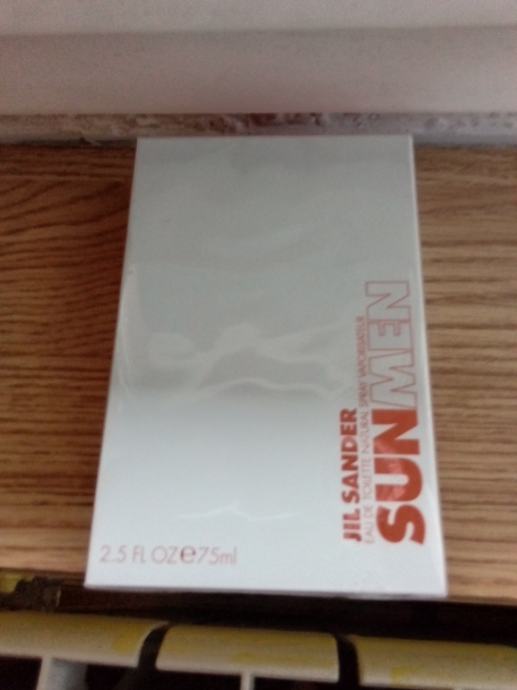 JIL SANDER
EAU DE TOILETTE NATURAL SPRAY VAPORISATEUR
SUNMEN
2.5 FL OZ e 75ml